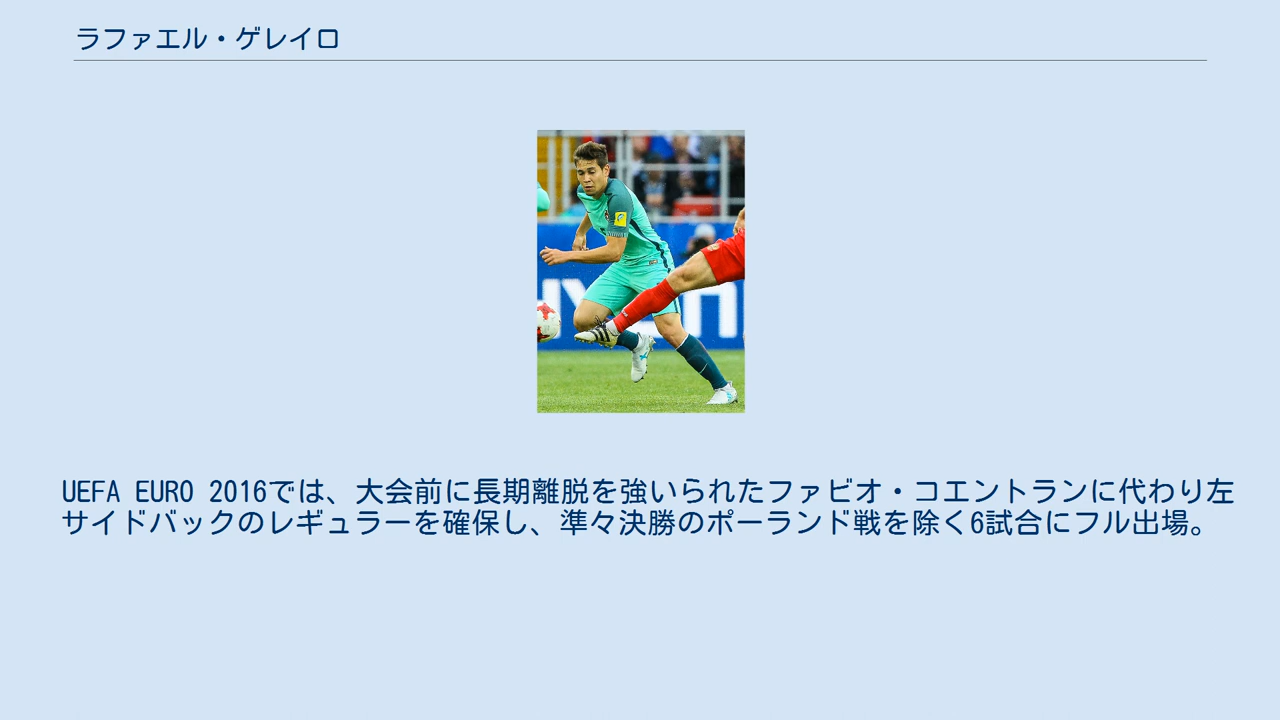 ラファエル・ゲレイロ
UEFA EURO 2016では、大会前に長期離脱を強いられたファビオ・コエントランに代わり左
サイドバックのレギュラーを確保し、準々決勝のポーランド戦を除く6試合にフル出場。